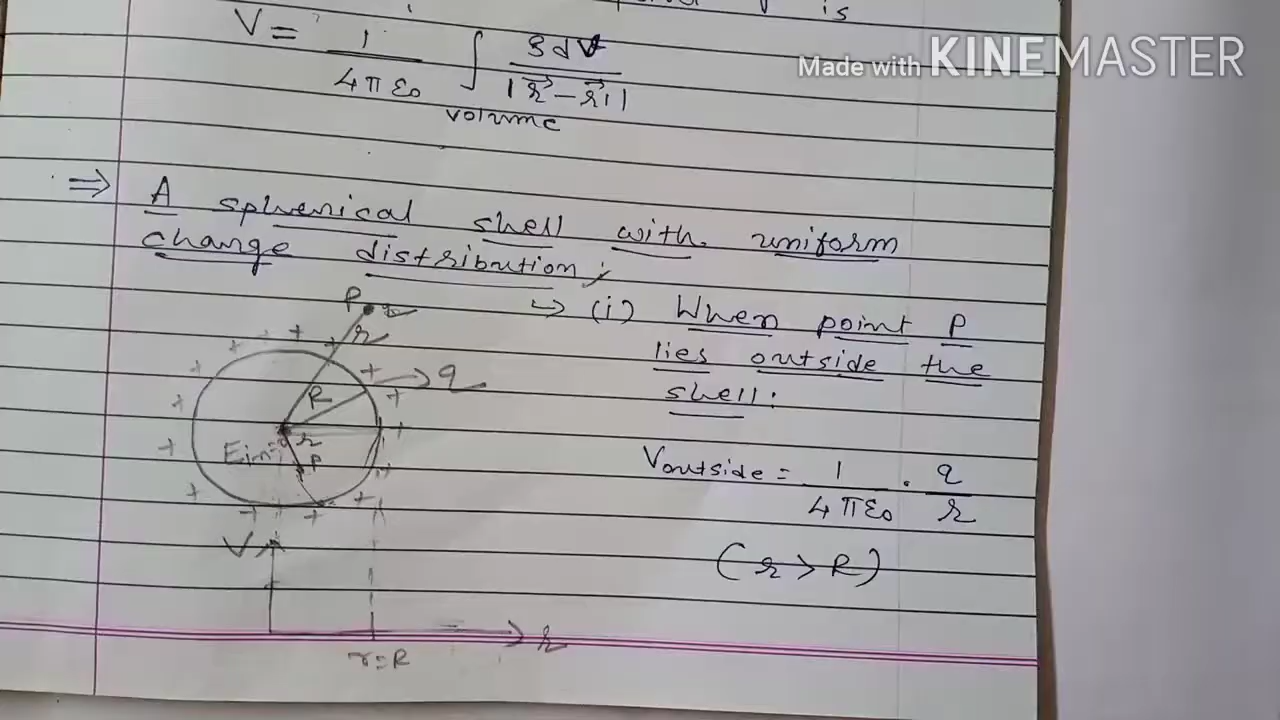 V is
V = 1/4πε₀ ∫ ρdV/|r⃗ - r⃗'|
volume
Made with KINEMASTER
⇒ A spherical shell with uniform
charge distribution;
↪ (i) When point P
lies outside the
shell:
P
r
q
R
r
Ein=
P
Voutside = 1/4πε₀ . q/r
(r > R)
V
r
r=R
+ + + + + + + + + + + + + + +